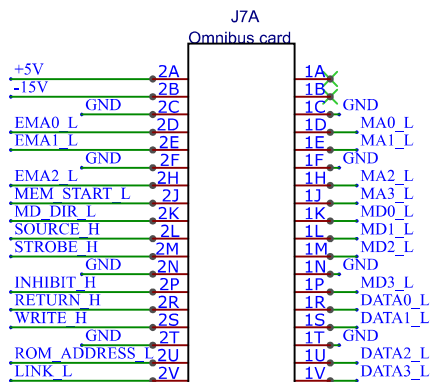 J7A
Omnibus card
+5V 2A 1A
-15V 2B 1B
GND 2C 1C GND
EMA0_L 2D 1D MA0_L
EMA1_L 2E 1E MA1_L
GND 2F 1F GND
EMA2_L 2H 1H MA2_L
MEM_START_L 2J 1J MA3_L
MD_DIR_L 2K 1K MD0_L
SOURCE_H 2L 1L MD1_L
STROBE_H 2M 1M MD2_L
GND 2N 1N GND
INHIBIT_H 2P 1P MD3_L
RETURN_H 2R 1R DATA0_L
WRITE_H 2S 1S DATA1_L
GND 2T 1T GND
ROM_ADDRESS_L 2U 1U DATA2_L
LINK_L 2V 1V DATA3_L